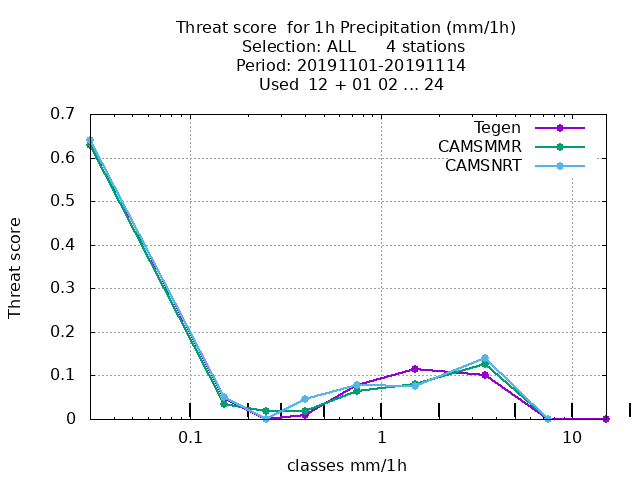 Threat score  for 1h Precipitation (mm/1h)
Selection: ALL      4 stations
Period: 20191101-20191114
Used  12 + 01 02 ... 24
Tegen
CAMSMMR
CAMSNRT
0.7
0.6
0.5
0.4
0.3
0.2
0.1
0
Threat score
0.1
1
10
classes mm/1h